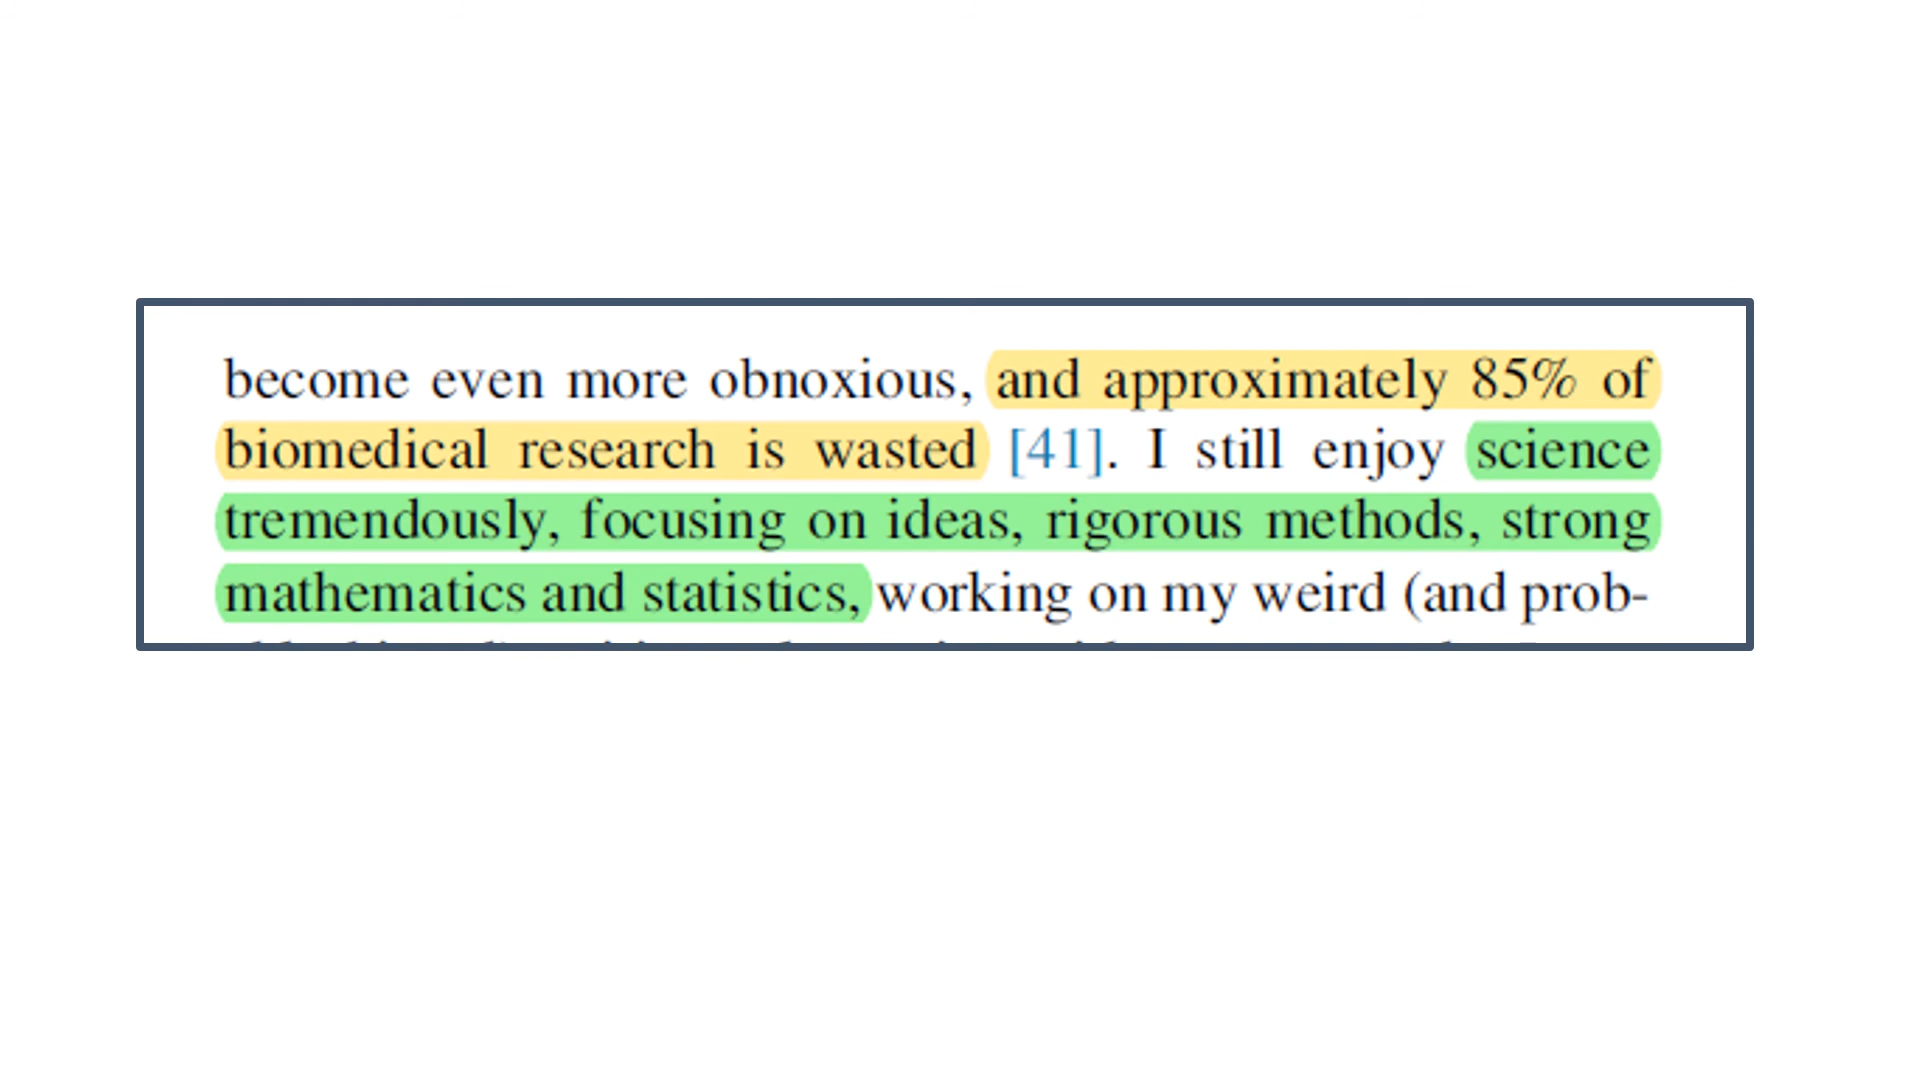 become even more obnoxious, and approximately 85% of
biomedical research is wasted [41]. I still enjoy science
tremendously, focusing on ideas, rigorous methods, strong
mathematics and statistics, working on my weird (and prob-